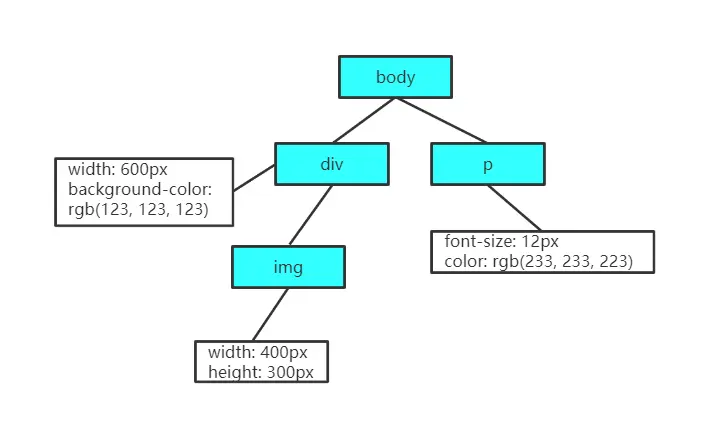 body
div
p
width: 600px
background-color:
rgb(123, 123, 123)
img
font-size: 12px
color: rgb(233, 233, 223)
width: 400px
height: 300px